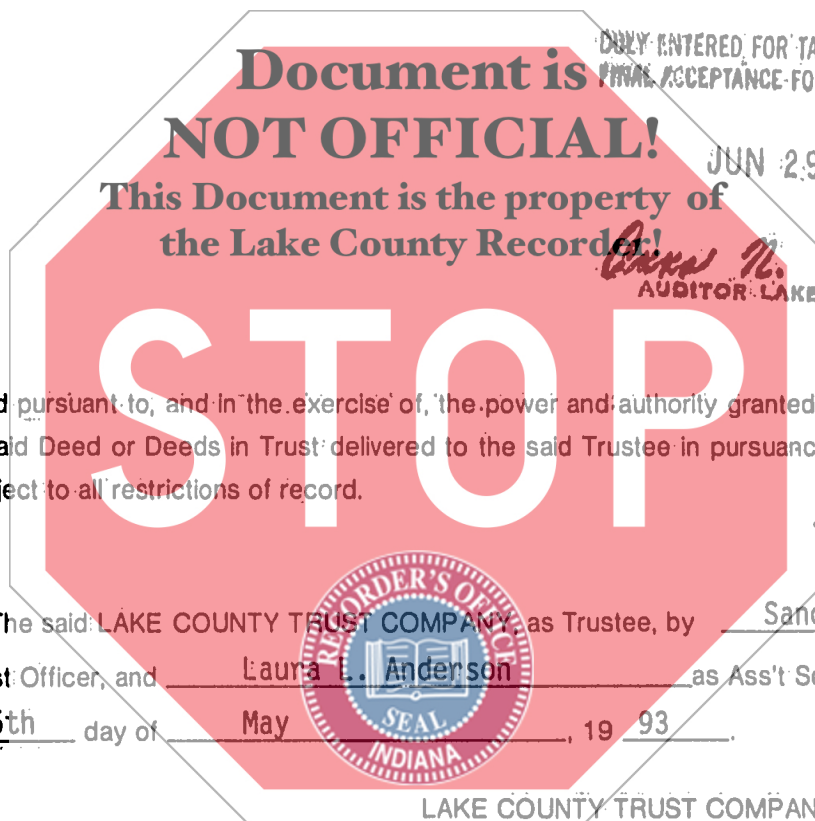 DULY ENTERED FOR TA
Document is
FINAL ACCEPTANCE FO
NOT OFFICIAL!
JUN 29
This Document is the property of
the Lake County Recorder!
AUDITOR LAKE
STOP
d pursuant to, and in the exercise of, the power and authority granted
aid Deed or Deeds in Trust delivered to the said Trustee in pursuanc
ject to all restrictions of record.
RECORDER'S OFFICE
The said LAKE COUNTY TRUST COMPANY, as Trustee, by Sand
st Officer, and Laura L. Anderson as Ass't Se
5th day of May, 19 93.
SEAL
INDIANA
LAKE COUNTY TRUST COMPAN